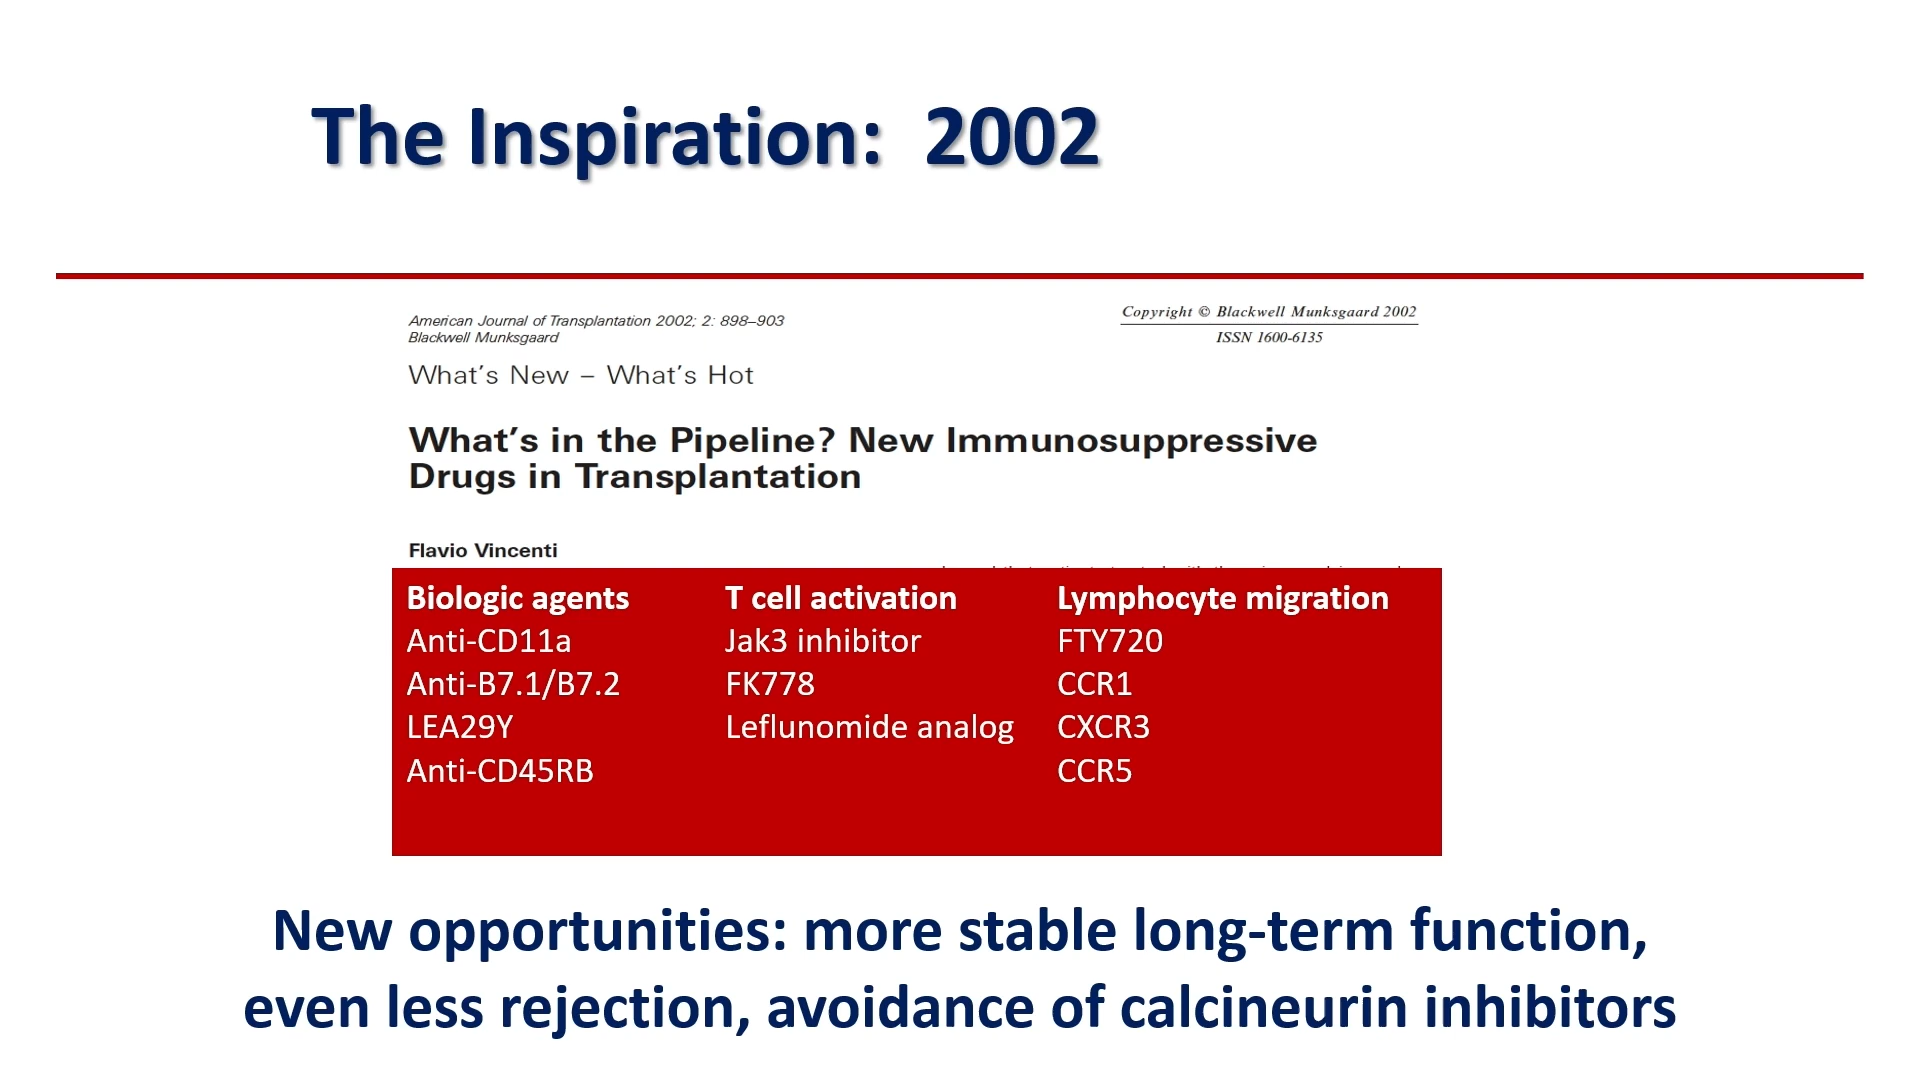 The Inspiration: 2002
American Journal of Transplantation 2002; 2: 898–903
Blackwell Munksgaard
Copyright © Blackwell Munksgaard 2002
ISSN 1600-6135
What's New – What's Hot
What's in the Pipeline? New Immunosuppressive
Drugs in Transplantation
Flavio Vincenti
Biologic agents T cell activation Lymphocyte migration
Anti-CD11a Jak3 inhibitor FTY720
Anti-B7.1/B7.2 FK778 CCR1
LEA29Y Leflunomide analog CXCR3
Anti-CD45RB CCR5
New opportunities: more stable long-term function,
even less rejection, avoidance of calcineurin inhibitors